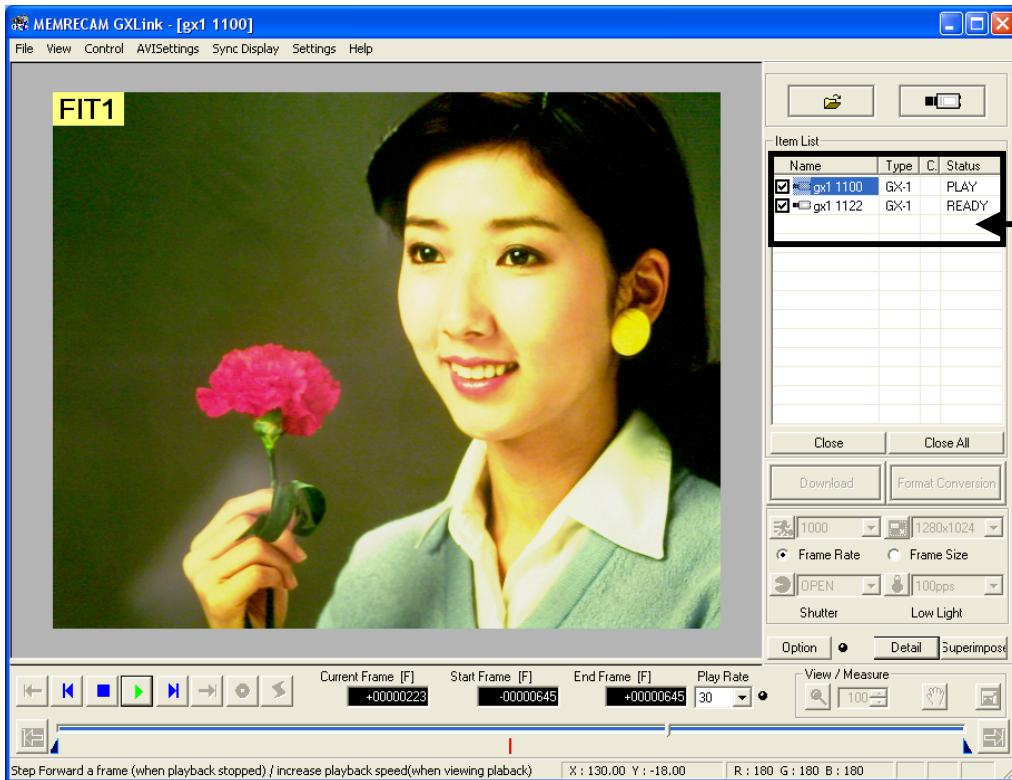 MEMRECAM GXLink - [gx1 1100]
File View Control AVISettings Sync Display Settings Help
FIT1
Item List
Name Type C. Status
gx1 1100 GX-1 PLAY
gx1 1122 GX-1 READY
Close Close All
Download Format Conversion
1000 1280x1024
Frame Rate Frame Size
OPEN 100pps
Shutter Low Light
Option Detail Superimpose
Current Frame [F] Start Frame [F] End Frame [F] Play Rate View / Measure
+00000223 -00000645 +00000645 30 100
Step Forward a frame (when playback stopped) / increase playback speed(when viewing plaback) X : 130.00 Y : -18.00 R : 180 G : 180 B : 180